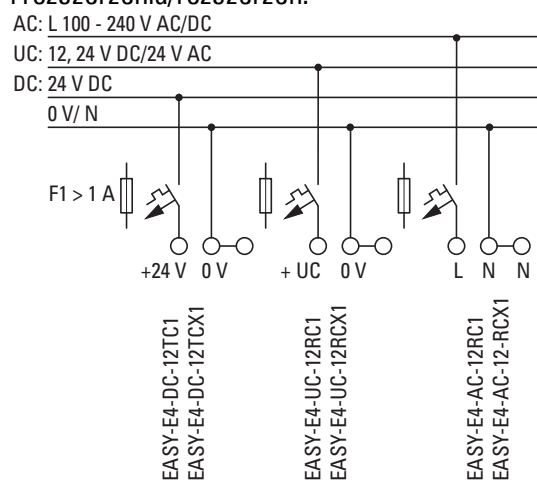 AC: L 100 - 240 V AC/DC
UC: 12, 24 V DC/24 V AC
DC: 24 V DC
0 V/ N
F1 > 1 A
+24 V 0 V + UC 0 V L N N
EASY-E4-DC-12TC1
EASY-E4-DC-12TCX1
EASY-E4-UC-12RC1
EASY-E4-UC-12RCX1
EASY-E4-AC-12RC1
EASY-E4-AC-12-RCX1